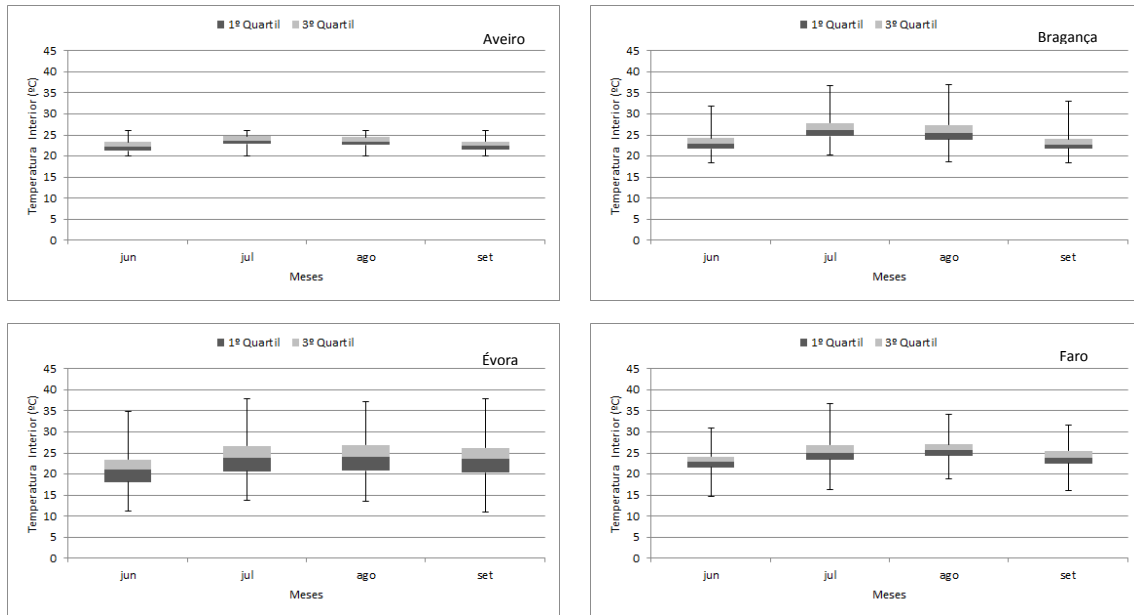 ■ 1º Quartil ■ 3º Quartil
Aveiro
Temperatura Interior (ºC)
45
40
35
30
25
20
15
10
5
0
jun jul ago set
Meses
■ 1º Quartil ■ 3º Quartil
Bragança
Temperatura Interior (ºC)
45
40
35
30
25
20
15
10
5
0
jun jul ago set
Meses
■ 1º Quartil ■ 3º Quartil
Évora
Temperatura Interior (ºC)
45
40
35
30
25
20
15
10
5
0
jun jul ago set
Meses
■ 1º Quartil ■ 3º Quartil
Faro
Temperatura Interior (ºC)
45
40
35
30
25
20
15
10
5
0
jun jul ago set
Meses